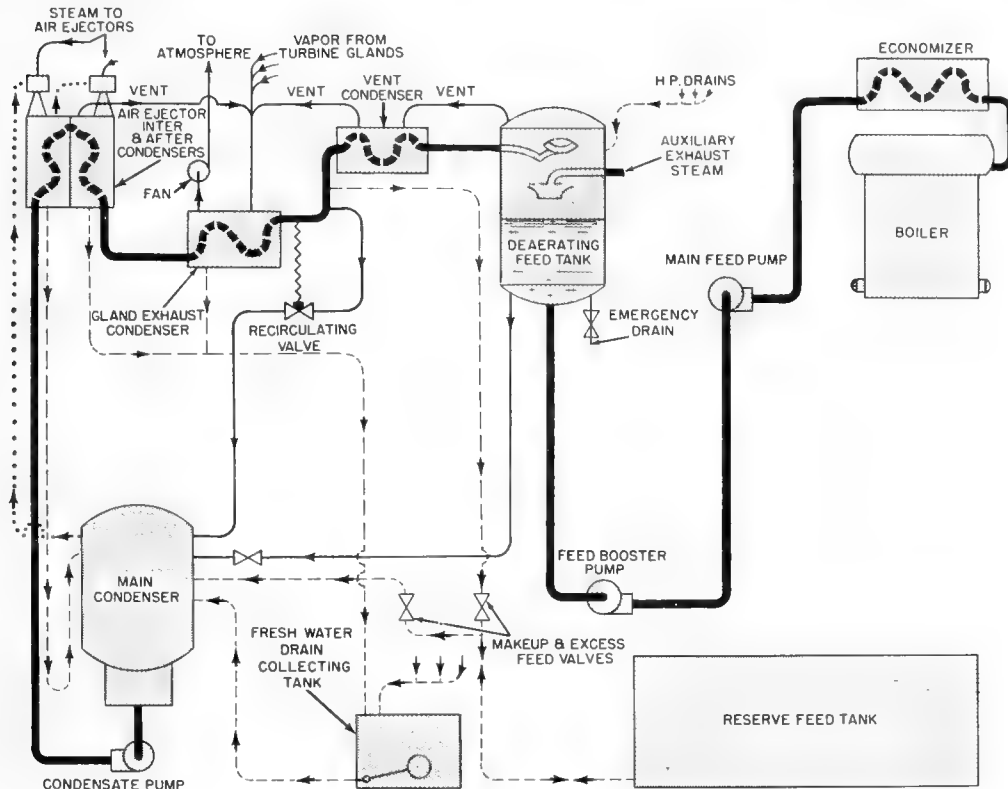 STEAM TO
AIR EJECTORS
TO
ATMOSPHERE
VAPOR FROM
TURBINE GLANDS
ECONOMIZER
VENT
VENT
VENT
CONDENSER
VENT
H.P. DRAINS
AIR EJECTOR
INTER
& AFTER
CONDENSERS
AUXILIARY
EXHAUST
STEAM
FAN
DEAERATING
FEED TANK
BOILER
MAIN FEED PUMP
GLAND EXHAUST
CONDENSER
RECIRCULATING
VALVE
EMERGENCY
DRAIN
FEED BOOSTER
PUMP
MAIN
CONDENSER
FRESH WATER
DRAIN
COLLECTING
TANK
MAKEUP & EXCESS
FEED VALVES
RESERVE FEED TANK
CONDENSATE PUMP